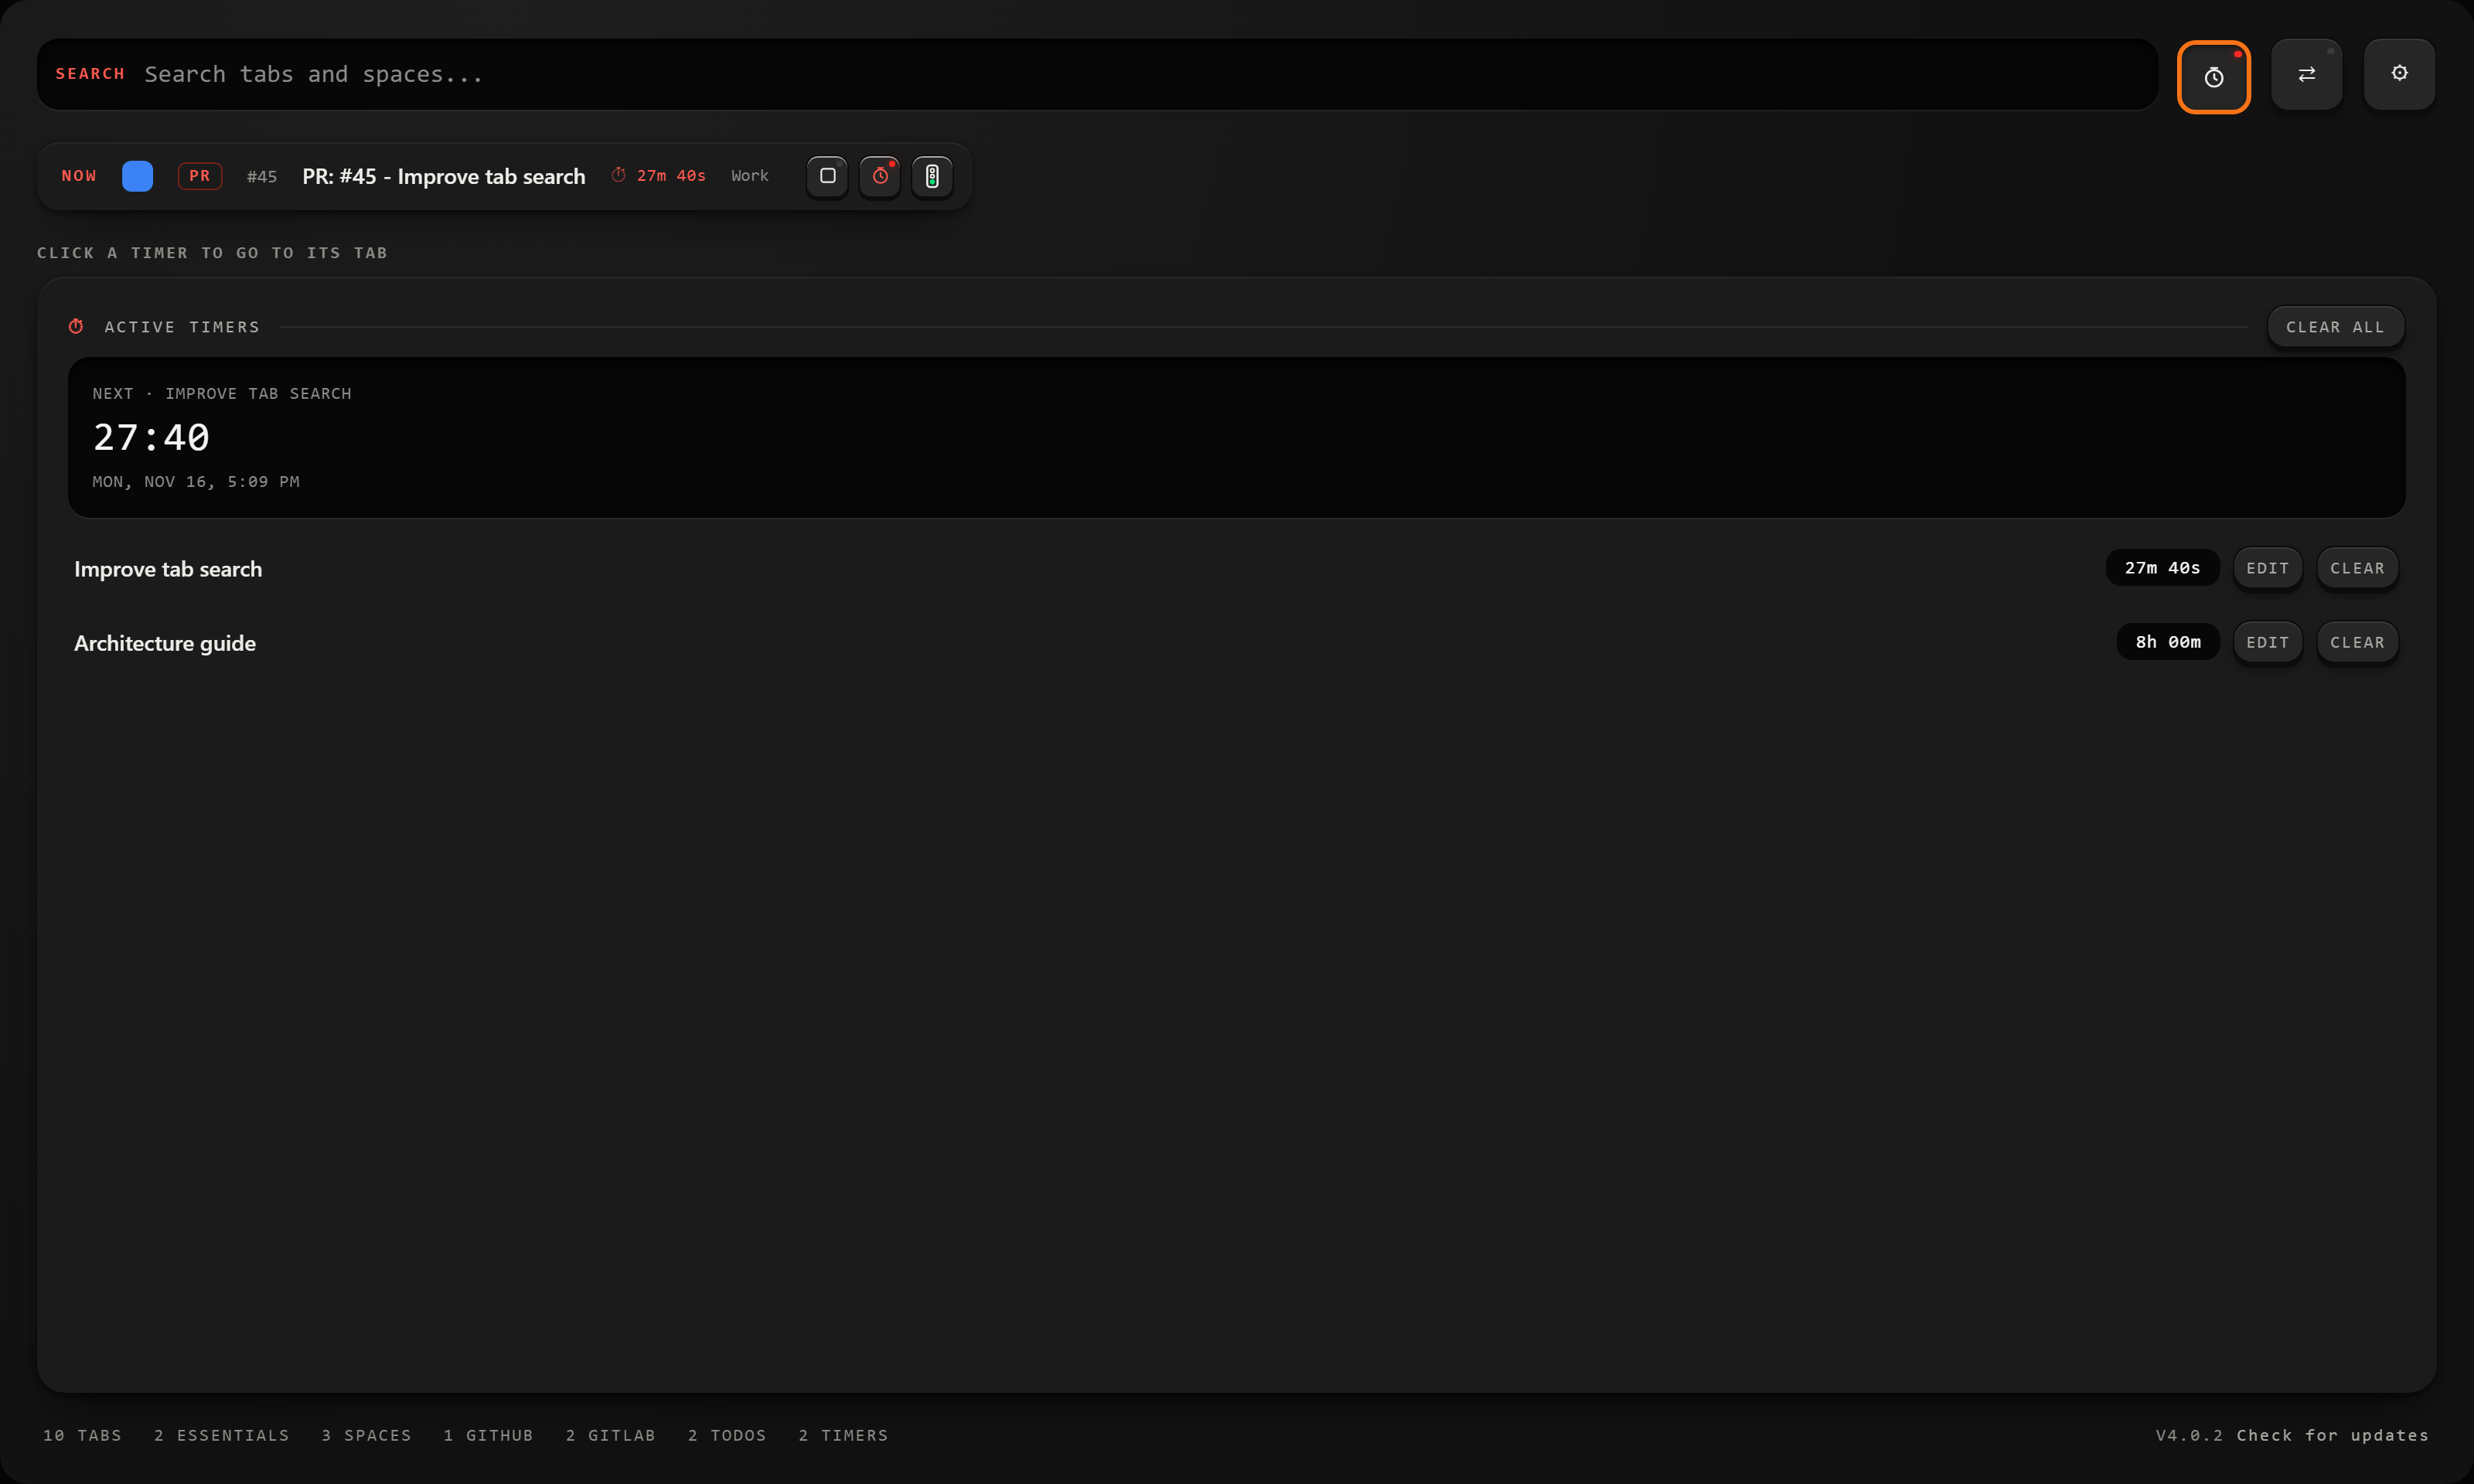 SEARCH Search tabs and spaces...
NOW PR #45 PR: #45 - Improve tab search 27m 40s Work
CLICK A TIMER TO GO TO ITS TAB
ACTIVE TIMERS CLEAR ALL
NEXT · IMPROVE TAB SEARCH
27:40
MON, NOV 16, 5:09 PM
Improve tab search 27m 40s EDIT CLEAR
Architecture guide 8h 00m EDIT CLEAR
10 TABS 2 ESSENTIALS 3 SPACES 1 GITHUB 2 GITLAB 2 TODOS 2 TIMERS V4.0.2 Check for updates